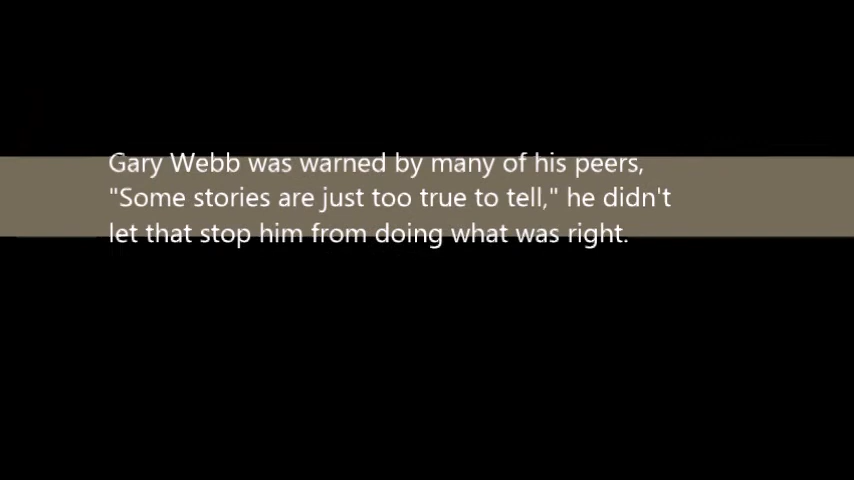 Gary Webb was warned by many of his peers,
"Some stories are just too true to tell," he didn't
let that stop him from doing what was right.